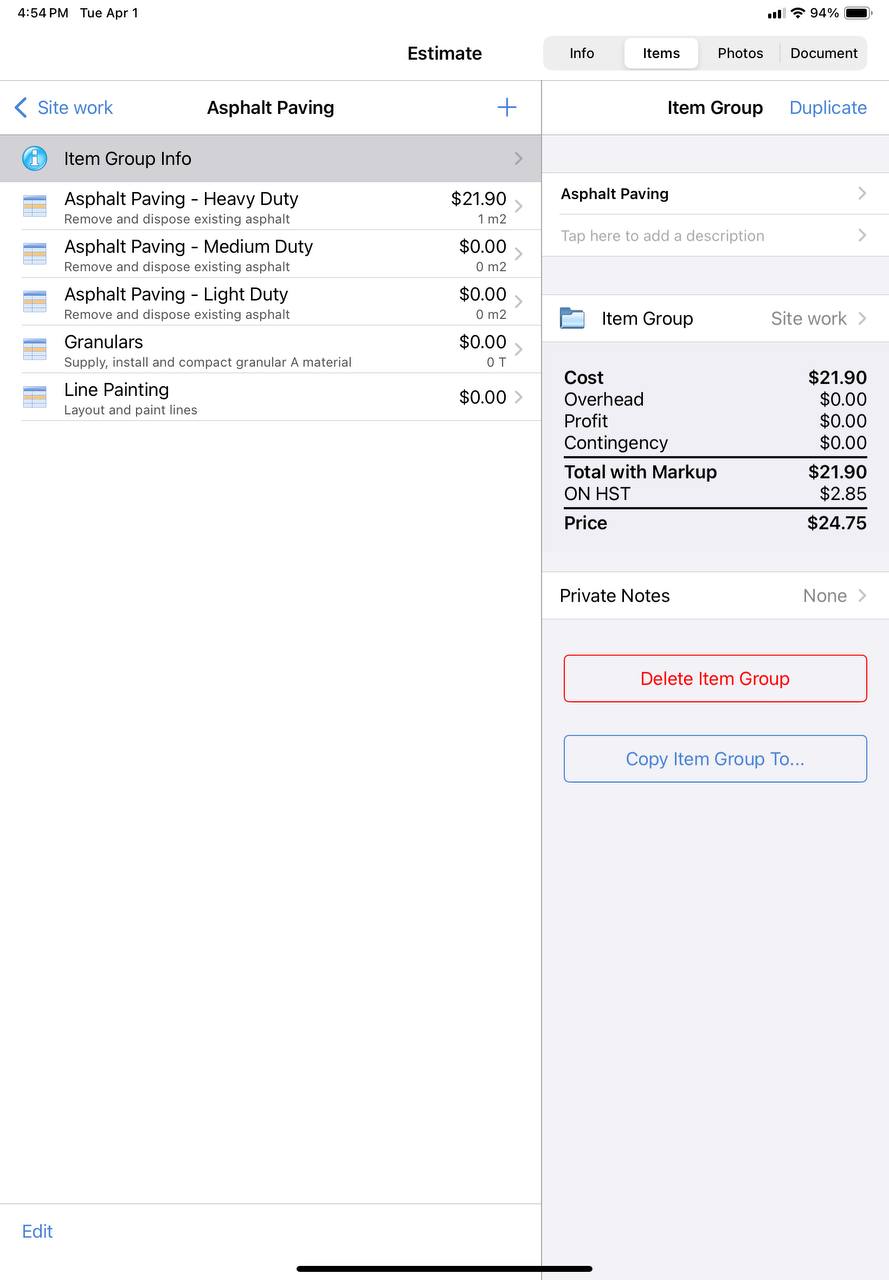 4:54 PM Tue Apr 1
94%
Estimate
Info
Items
Photos
Document
Site work
Asphalt Paving
+
Item Group Info
Asphalt Paving - Heavy Duty $21.90
Remove and dispose existing asphalt 1 m2
Asphalt Paving - Medium Duty $0.00
Remove and dispose existing asphalt 0 m2
Asphalt Paving - Light Duty $0.00
Remove and dispose existing asphalt 0 m2
Granulars $0.00
Supply, install and compact granular A material 0 T
Line Painting $0.00
Layout and paint lines
Edit
Item Group Duplicate
Asphalt Paving
Tap here to add a description
Item Group Site work
Cost $21.90
Overhead $0.00
Profit $0.00
Contingency $0.00
Total with Markup $21.90
ON HST $2.85
Price $24.75
Private Notes None
Delete Item Group
Copy Item Group To...